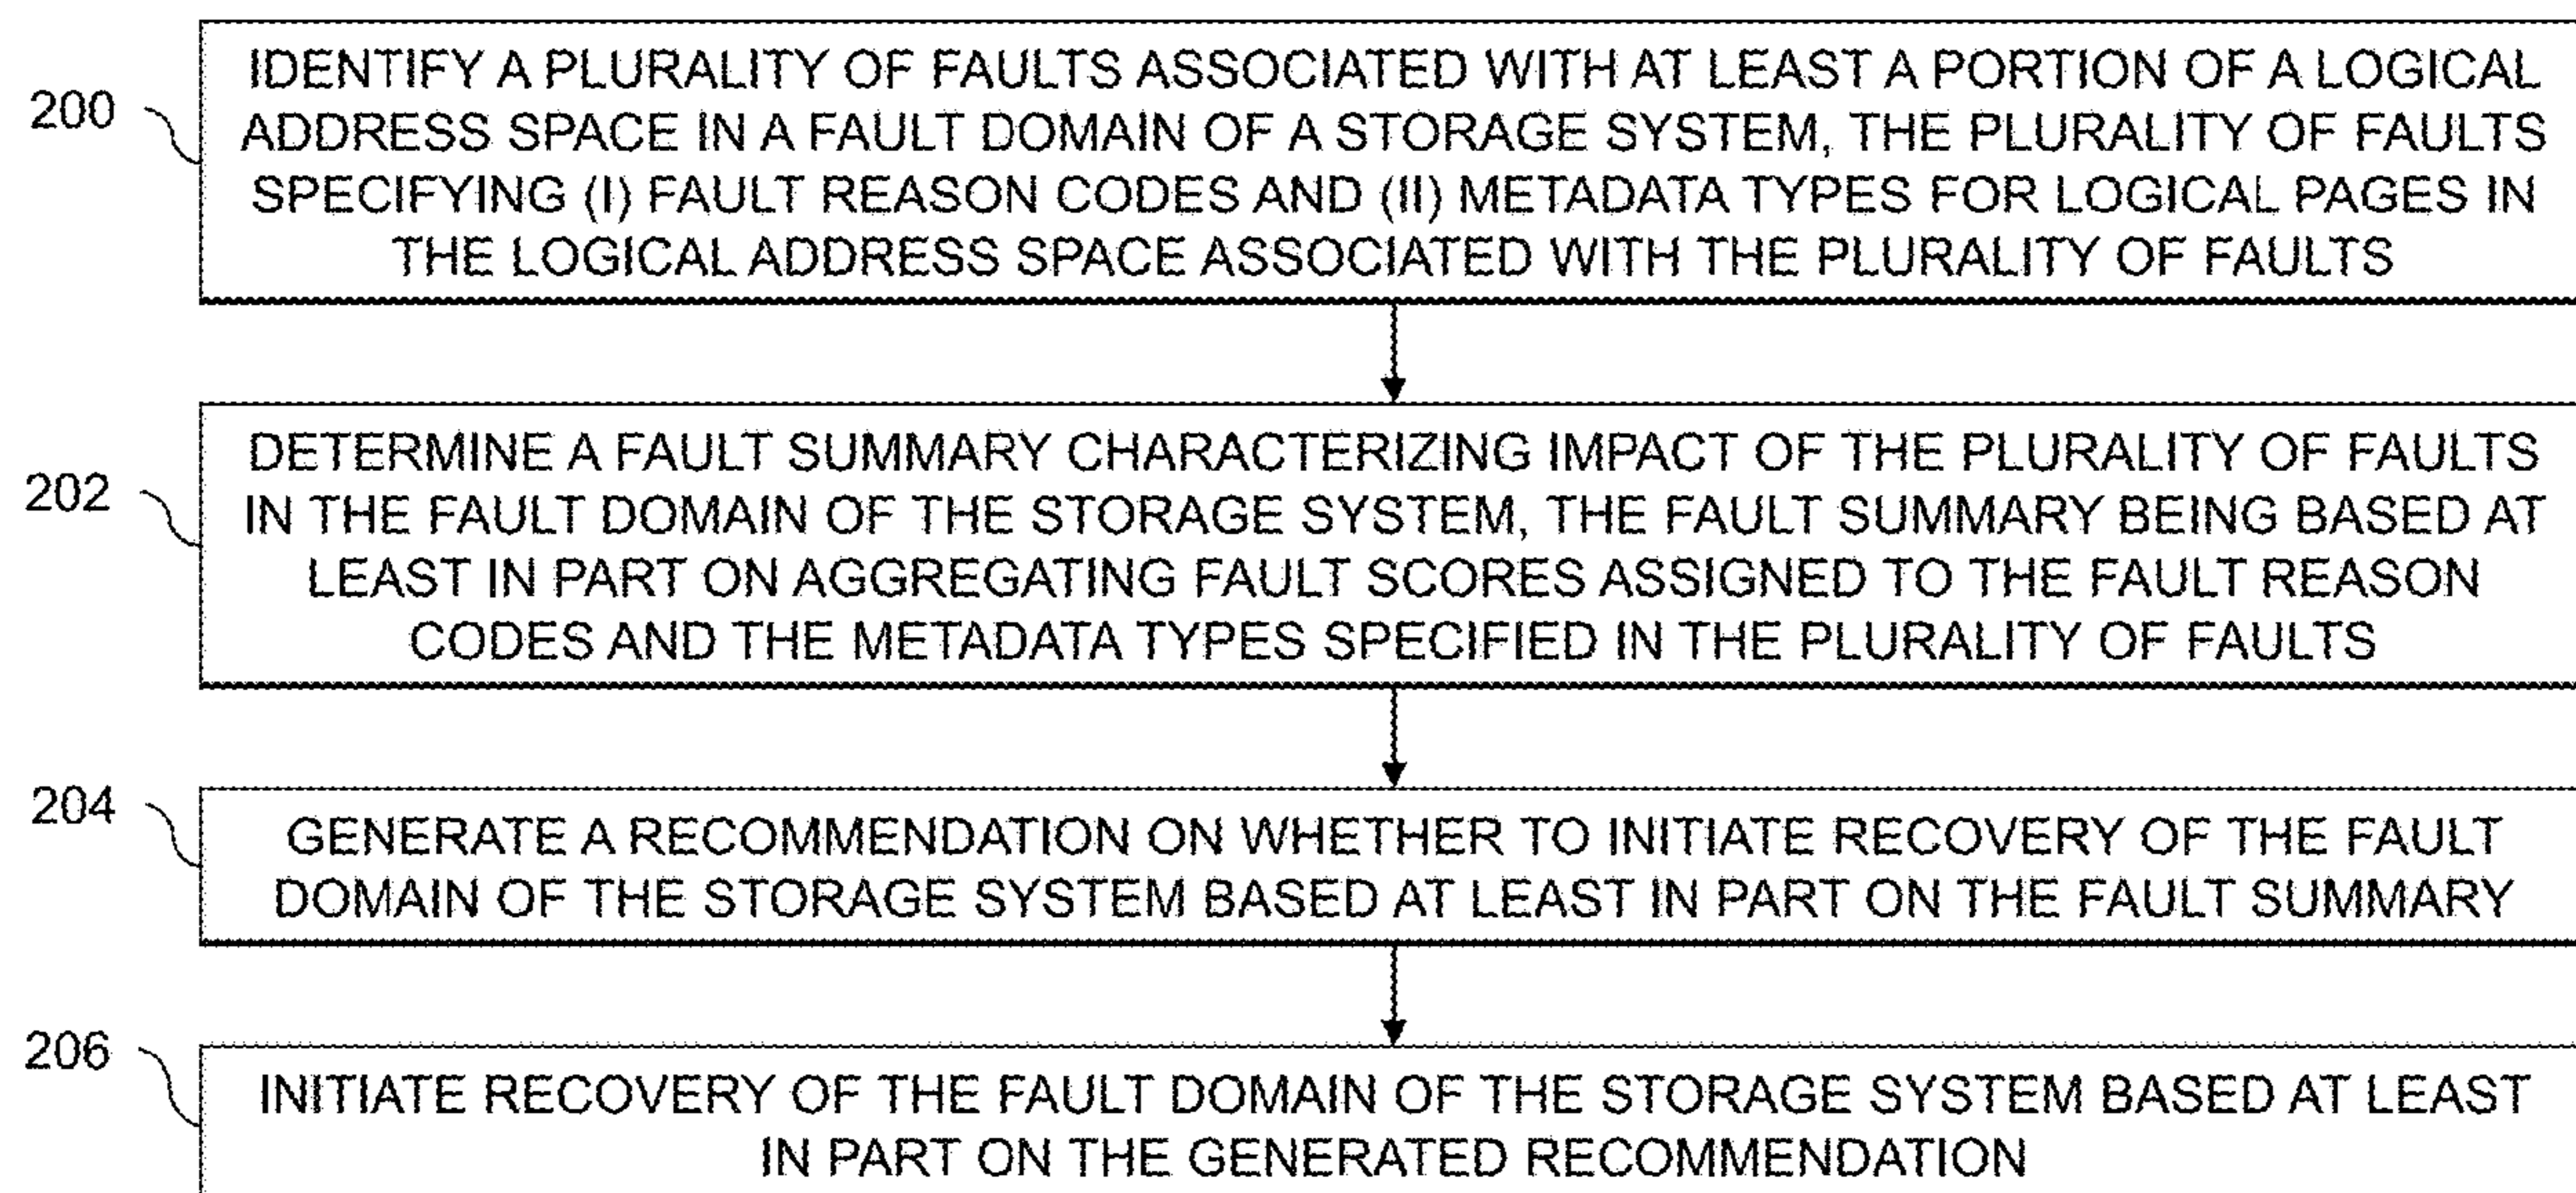 200
IDENTIFY A PLURALITY OF FAULTS ASSOCIATED WITH AT LEAST A PORTION OF A LOGICAL
ADDRESS SPACE IN A FAULT DOMAIN OF A STORAGE SYSTEM, THE PLURALITY OF FAULTS
SPECIFYING (I) FAULT REASON CODES AND (II) METADATA TYPES FOR LOGICAL PAGES IN
THE LOGICAL ADDRESS SPACE ASSOCIATED WITH THE PLURALITY OF FAULTS
202
DETERMINE A FAULT SUMMARY CHARACTERIZING IMPACT OF THE PLURALITY OF FAULTS
IN THE FAULT DOMAIN OF THE STORAGE SYSTEM, THE FAULT SUMMARY BEING BASED AT
LEAST IN PART ON AGGREGATING FAULT SCORES ASSIGNED TO THE FAULT REASON
CODES AND THE METADATA TYPES SPECIFIED IN THE PLURALITY OF FAULTS
204
GENERATE A RECOMMENDATION ON WHETHER TO INITIATE RECOVERY OF THE FAULT
DOMAIN OF THE STORAGE SYSTEM BASED AT LEAST IN PART ON THE FAULT SUMMARY
206
INITIATE RECOVERY OF THE FAULT DOMAIN OF THE STORAGE SYSTEM BASED AT LEAST
IN PART ON THE GENERATED RECOMMENDATION